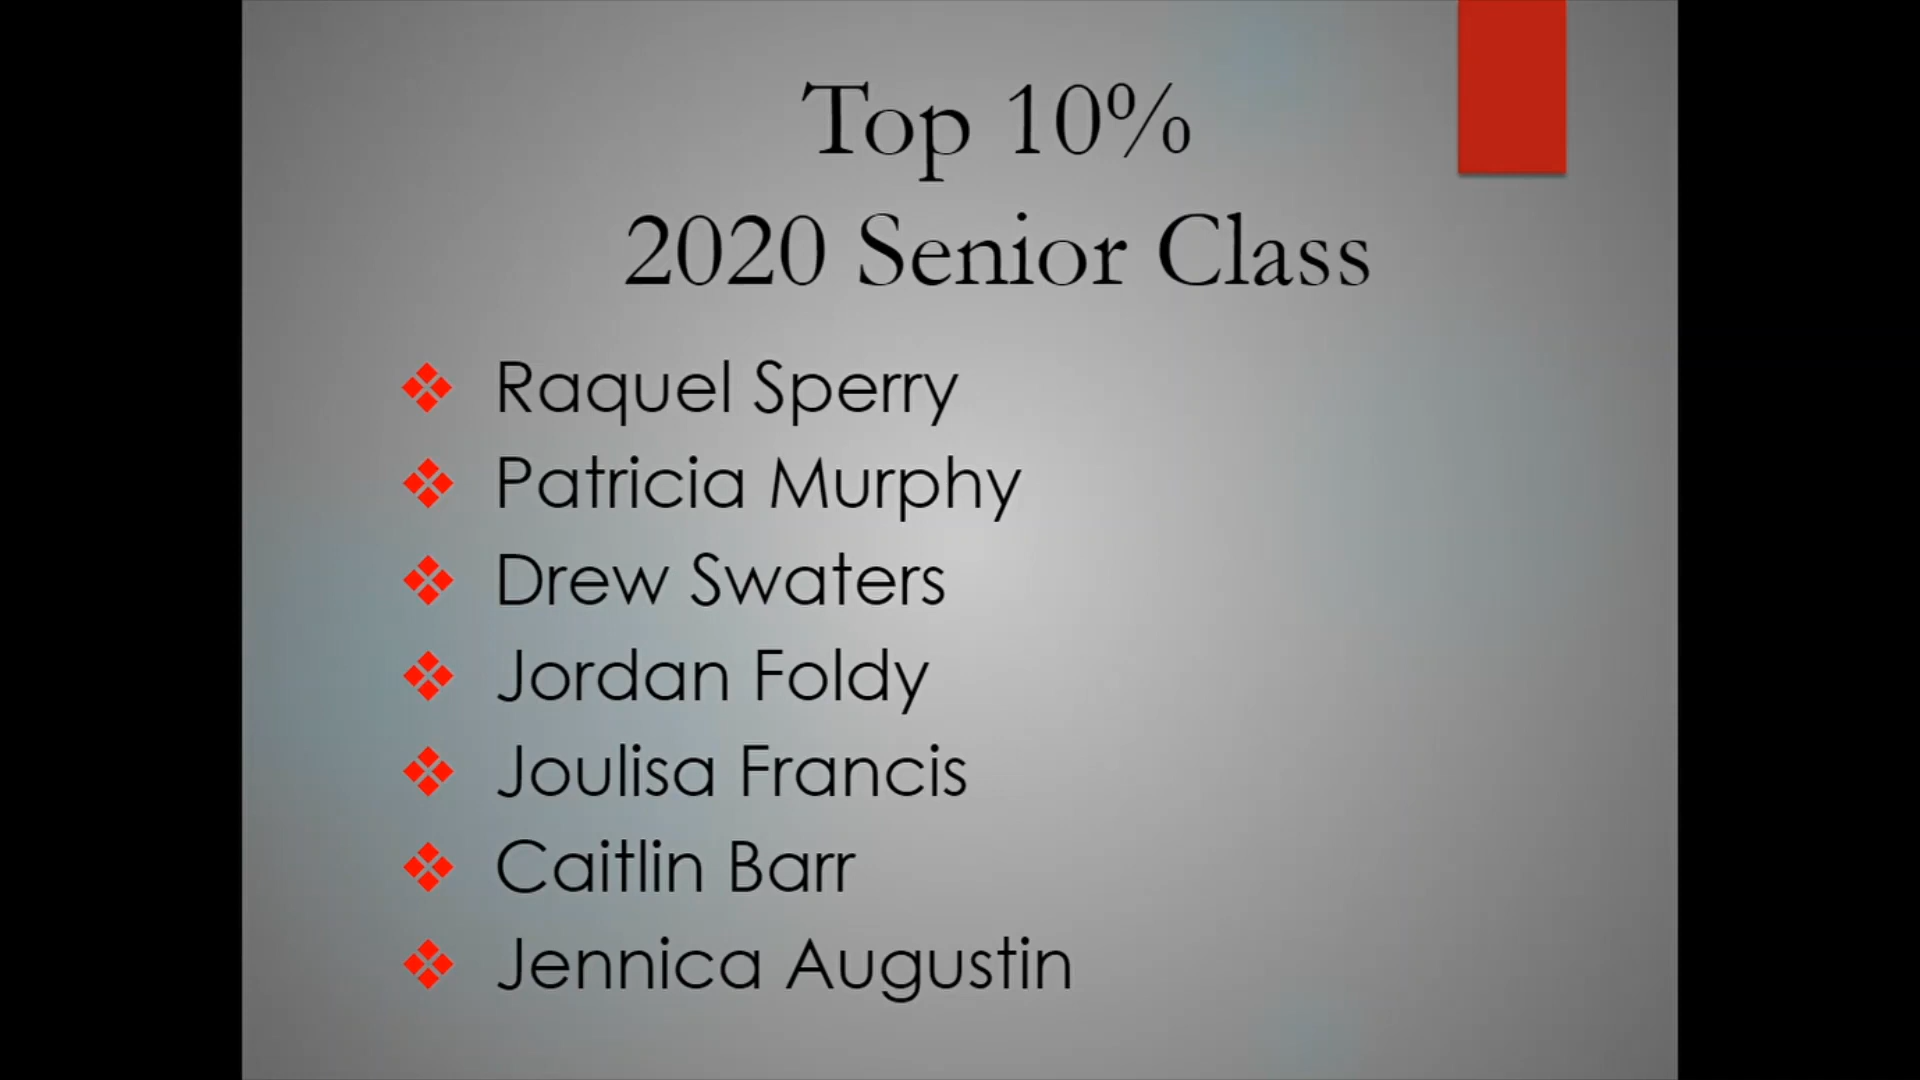 Top 10%
2020 Senior Class
Raquel Sperry
Patricia Murphy
Drew Swaters
Jordan Foldy
Joulisa Francis
Caitlin Barr
Jennica Augustin